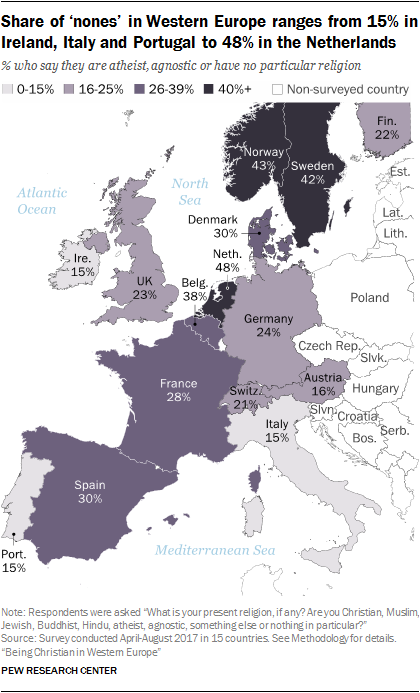 Share of ‘nones’ in Western Europe ranges from 15% in
Ireland, Italy and Portugal to 48% in the Netherlands
% who say they are atheist, agnostic or have no particular religion
0-15% 16-25% 26-39% 40%+ Non-surveyed country
Fin.
22%
Norway
43%
Sweden
42%
Est.
Atlantic
Ocean
North
Sea
Lat.
Denmark
30%
Lith.
Neth.
48%
Ire.
15%
UK
23%
Belg.
38%
Poland
Germany
24%
Czech Rep.
Slvk.
France
28%
Austria
16%
Switz.
21%
Hungary
Slvn.
Croatia
Italy
15%
Serb.
Bos.
Spain
30%
Port.
15%
Mediterranean Sea
Note: Respondents were asked “What is your present religion, if any? Are you Christian, Muslim,
Jewish, Buddhist, Hindu, atheist, agnostic, something else or nothing in particular?”
Source: Survey conducted April-August 2017 in 15 countries. See Methodology for details.
“Being Christian in Western Europe”
PEW RESEARCH CENTER